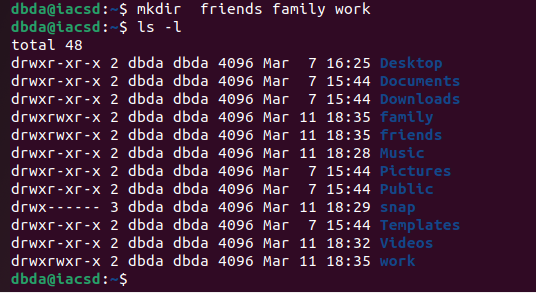 dbda@iacsd:~$ mkdir  friends family work
dbda@iacsd:~$ ls -l
total 48
drwxr-xr-x 2 dbda dbda 4096 Mar  7 16:25 Desktop
drwxr-xr-x 2 dbda dbda 4096 Mar  7 15:44 Documents
drwxr-xr-x 2 dbda dbda 4096 Mar  7 15:44 Downloads
drwxrwxr-x 2 dbda dbda 4096 Mar 11 18:35 family
drwxrwxr-x 2 dbda dbda 4096 Mar 11 18:35 friends
drwxr-xr-x 2 dbda dbda 4096 Mar 11 18:28 Music
drwxr-xr-x 2 dbda dbda 4096 Mar  7 15:44 Pictures
drwxr-xr-x 2 dbda dbda 4096 Mar  7 15:44 Public
drwx------ 3 dbda dbda 4096 Mar 11 18:29 snap
drwxr-xr-x 2 dbda dbda 4096 Mar  7 15:44 Templates
drwxr-xr-x 2 dbda dbda 4096 Mar 11 18:32 Videos
drwxrwxr-x 2 dbda dbda 4096 Mar 11 18:35 work
dbda@iacsd:~$